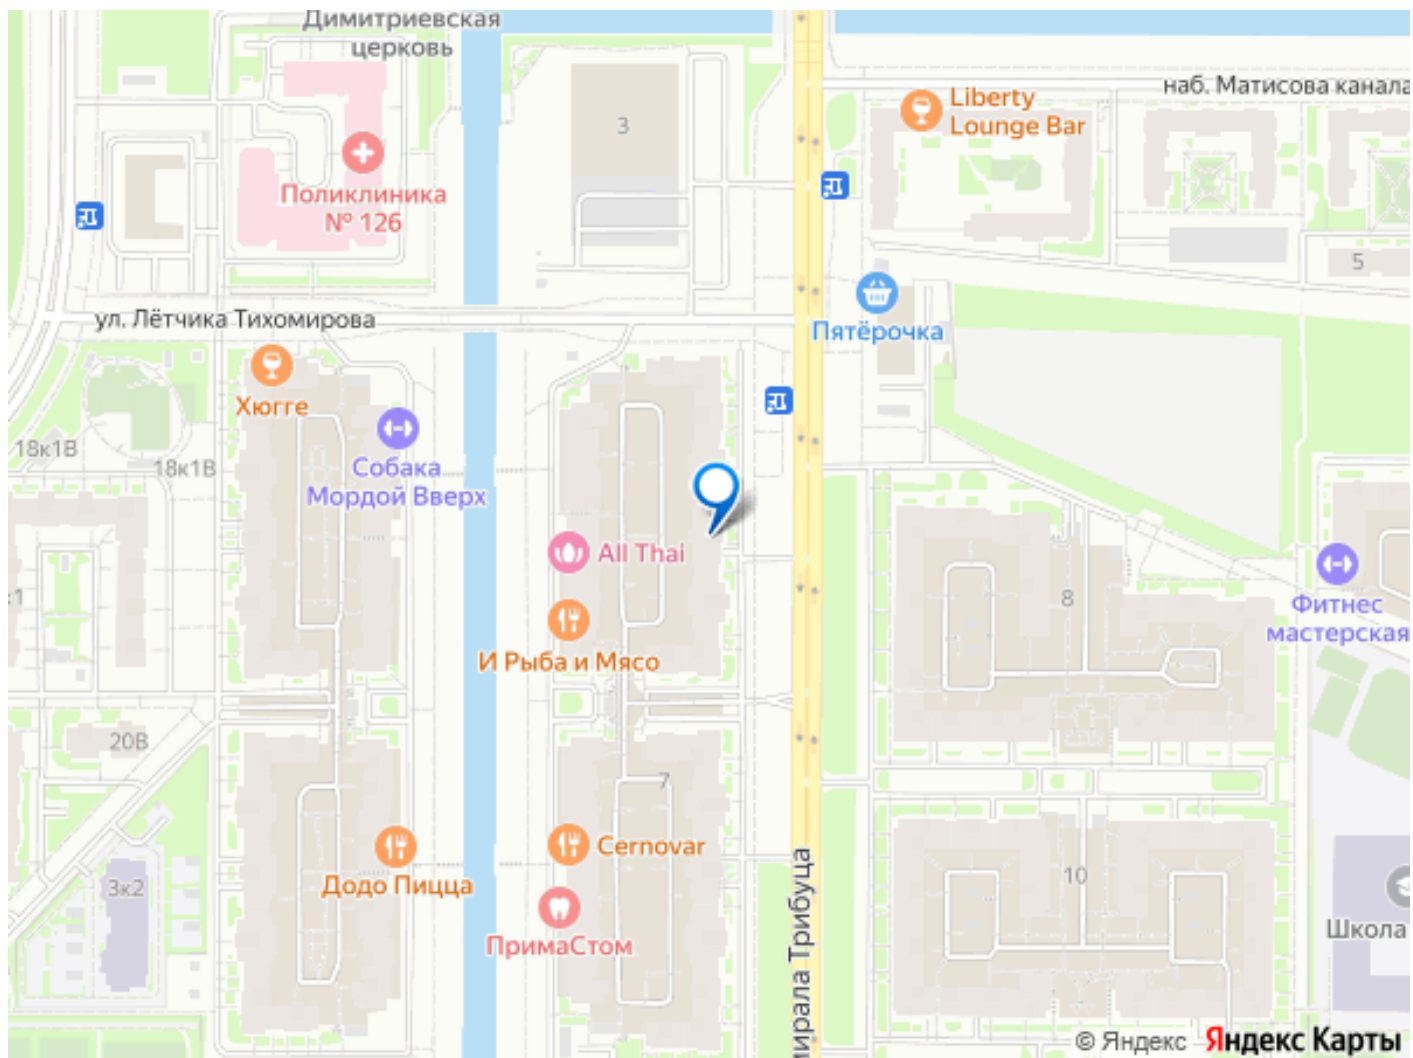 Димитриевская
церковь
наб. Матисова канала
Liberty
Lounge Bar
3
Поликлиника
№ 126
5
ул. Лётчика Тихомирова
Пятёрочка
Хюгге
18к1В
18к1В
Собака
Мордой Вверх
All Thai
8
Фитнес
мастерская
И Рыба и Мясо
20В
7
Cernovar
3к2
Додо Пицца
10
ПримаСтом
мирала Трибуца
Школа
© Яндекс Яндекс Карты